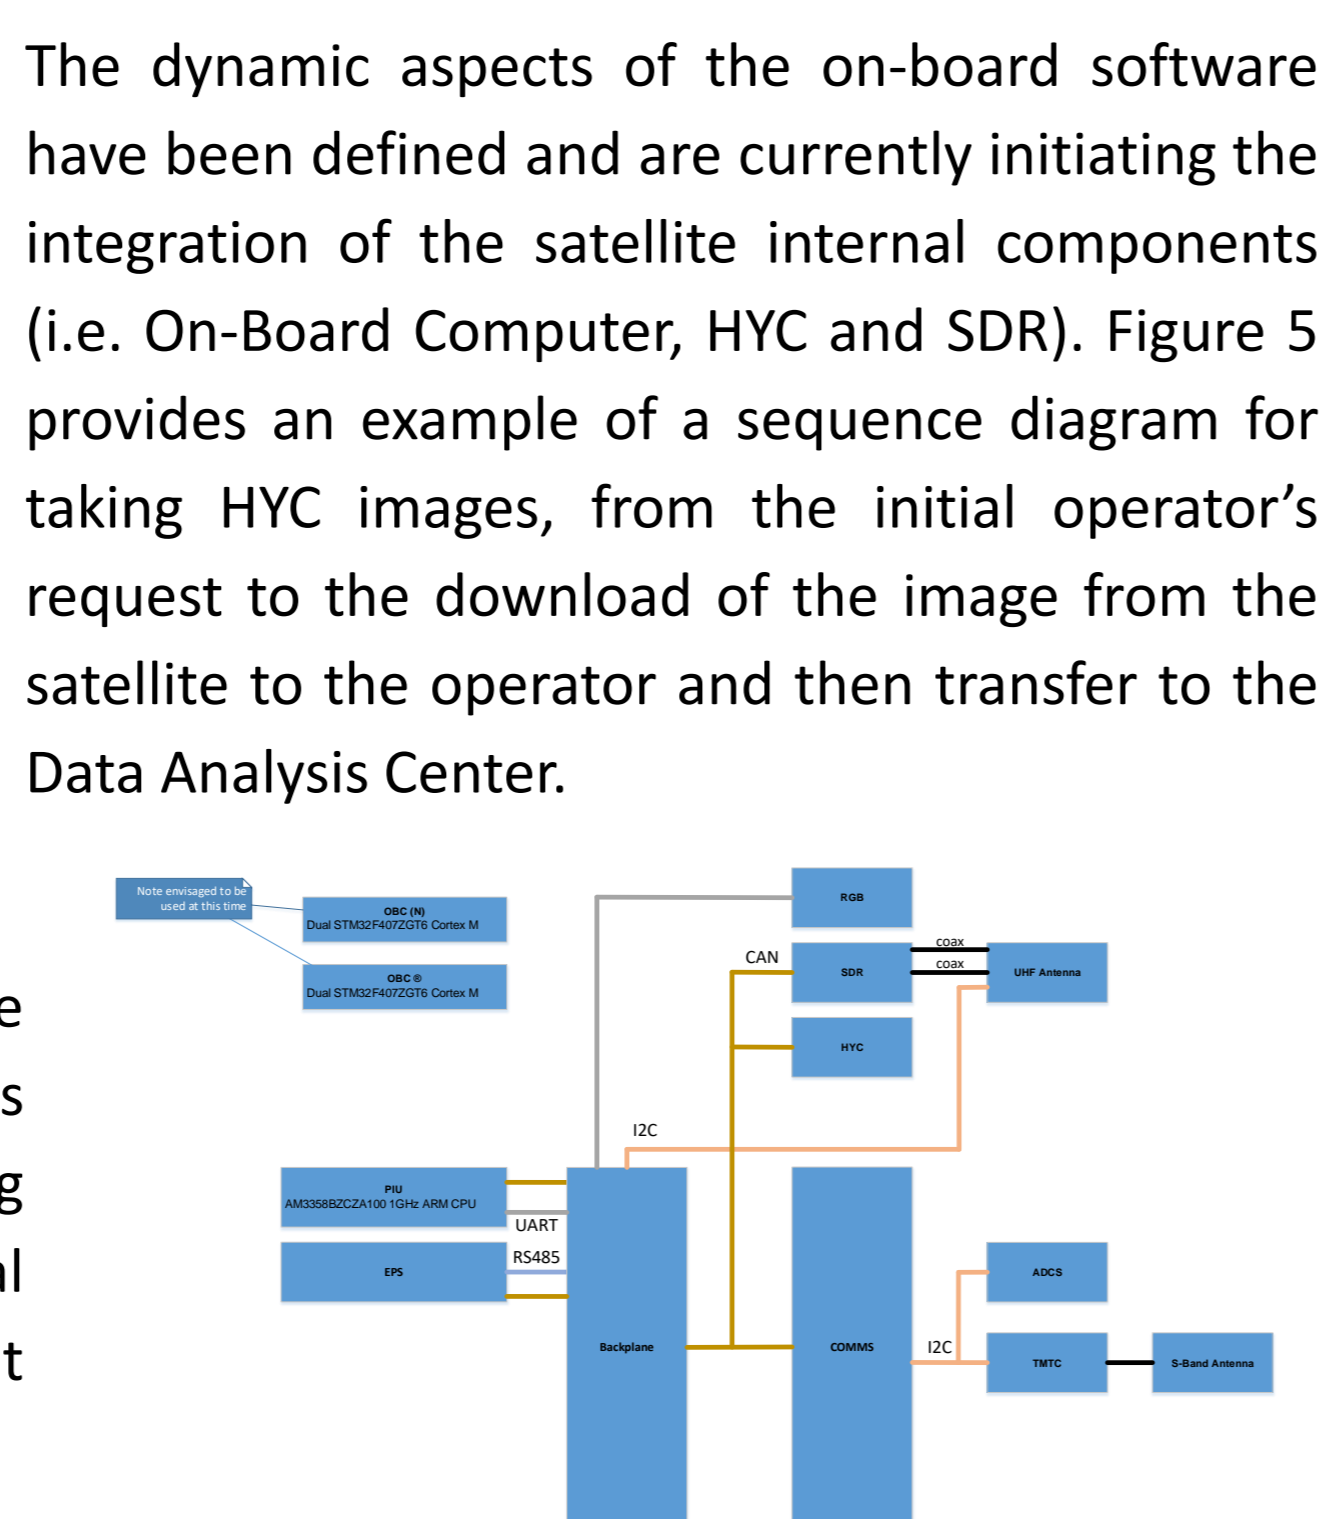 The dynamic aspects of the on-board software
have been defined and are currently initiating the
integration of the satellite internal components
(i.e. On-Board Computer, HYC and SDR). Figure 5
provides an example of a sequence diagram for
taking HYC images, from the initial operator’s
request to the download of the image from the
satellite to the operator and then transfer to the
Data Analysis Center.
e
s
g
al
t
Note envisaged to be
used at this time
OBC (N)
Dual STM32F407ZGT6 Cortex M
OBC ®
Dual STM32F407ZGT6 Cortex M
RGB
CAN
SDR
coax
coax
UHF Antenna
HYC
I2C
PIU
AM3358BZCZA100 1GHz ARM CPU
UART
RS485
EPS
Backplane
COMMS
I2C
ADCS
TMTC
S-Band Antenna